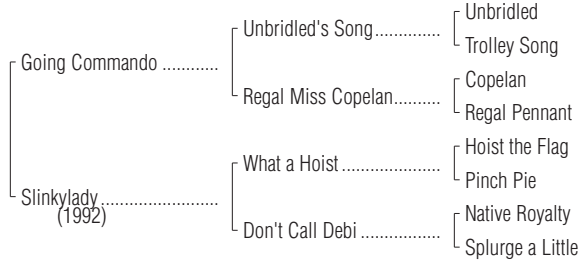 Unbridled
Unbridled's Song..............
Trolley Song
Going Commando ............
Copelan
Regal Miss Copelan..........
Regal Pennant
Hoist the Flag
What a Hoist .....................
Pinch Pie
Slinkylady.........................
(1992)
Native Royalty
Don't Call Debi .................
Splurge a Little